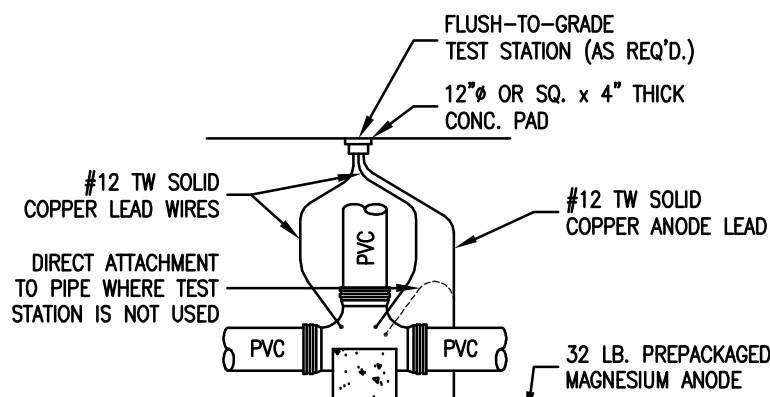 FLUSH-TO-GRADE
TEST STATION (AS REQ'D.)
12"ø OR SQ. x 4" THICK
CONC. PAD
#12 TW SOLID
COPPER LEAD WIRES
#12 TW SOLID
COPPER ANODE LEAD
PVC
DIRECT ATTACHMENT
TO PIPE WHERE TEST
STATION IS NOT USED
PVC
PVC
32 LB. PREPACKAGED
MAGNESIUM ANODE